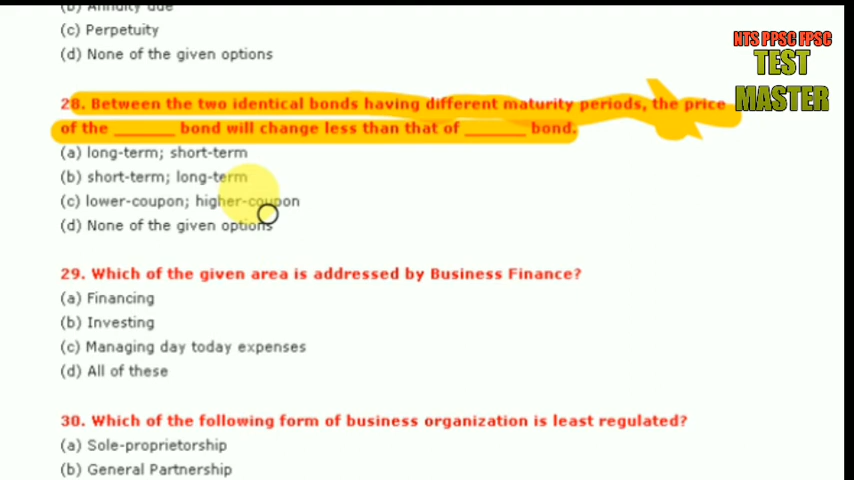 (b) Annuity due
(c) Perpetuity
(d) None of the given options
NTS PPSC FPSC
TEST
MASTER
28. Between the two identical bonds having different maturity periods, the price
of the ______ bond will change less than that of ______ bond.
(a) long-term; short-term
(b) short-term; long-term
(c) lower-coupon; higher-coupon
(d) None of the given options
29. Which of the given area is addressed by Business Finance?
(a) Financing
(b) Investing
(c) Managing day today expenses
(d) All of these
30. Which of the following form of business organization is least regulated?
(a) Sole-proprietorship
(b) General Partnership